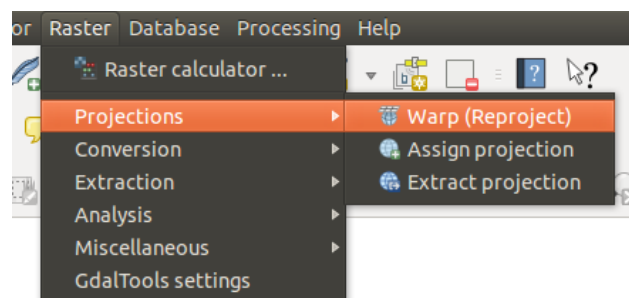 or Raster Database Processing Help
Raster calculator ...
Projections
Warp (Reproject)
Conversion
Assign projection
Extraction
Extract projection
Analysis
Miscellaneous
GdalTools settings